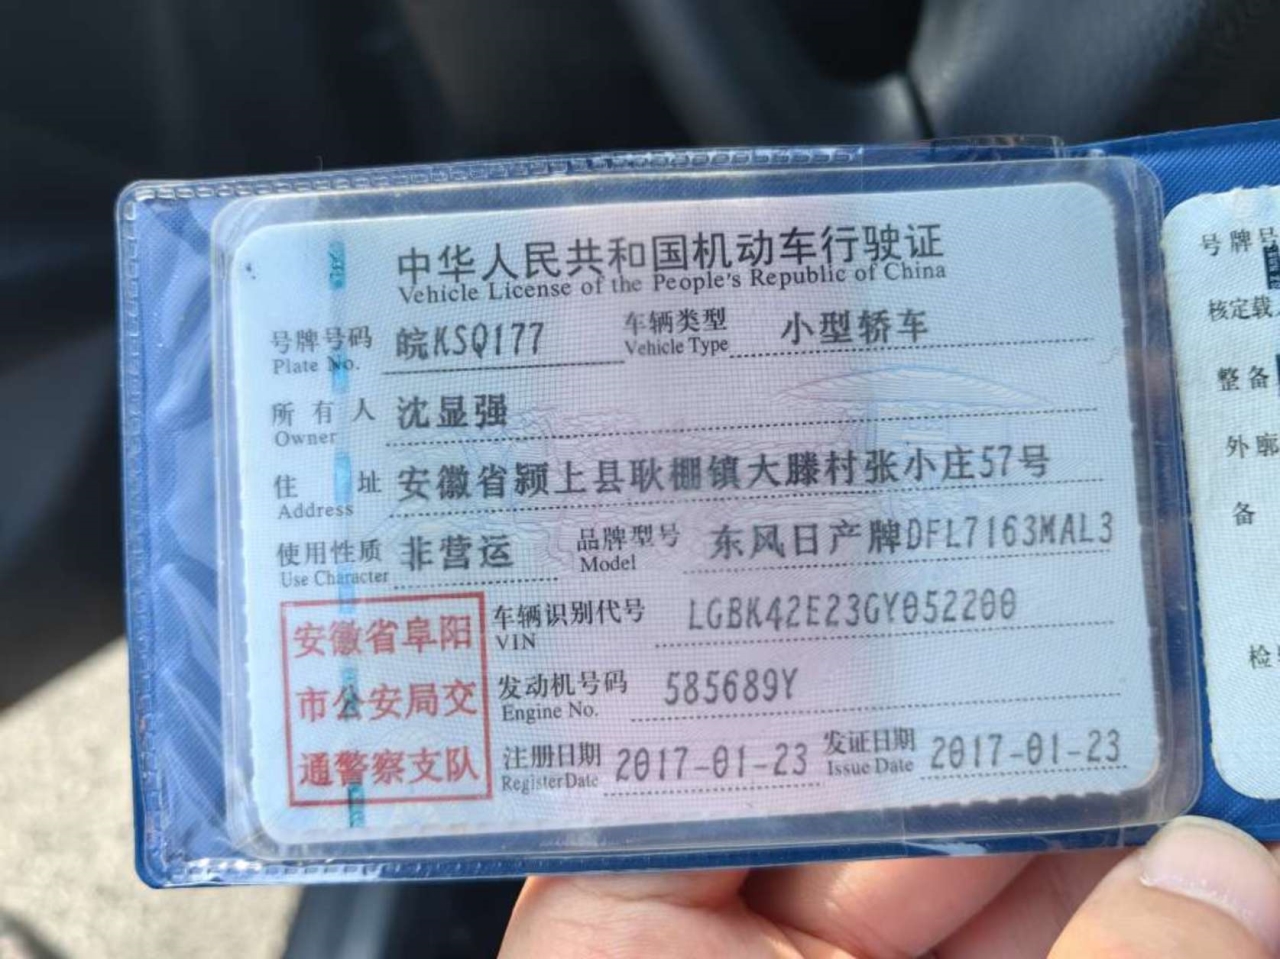 中华人民共和国机动车行驶证
Vehicle License of the People's Republic of China
号牌号码 皖KSQ177 车辆类型 小型轿车
Plate No. Vehicle Type
所有人 沈显强
Owner
住址 安徽省颍上县耿棚镇大滕村张小庄57号
Address
使用性质 非营运 品牌型号 东风日产牌DFL7163MAL3
Use Character Model
安徽省阜阳
市公安局交
通警察支队
车辆识别代号 LGBK42E23GY052200
VIN
发动机号码 585689Y
Engine No.
注册日期 2017-01-23 发证日期 2017-01-23
Register Date Issue Date
号牌号
核定载
整备
外廓
备
检